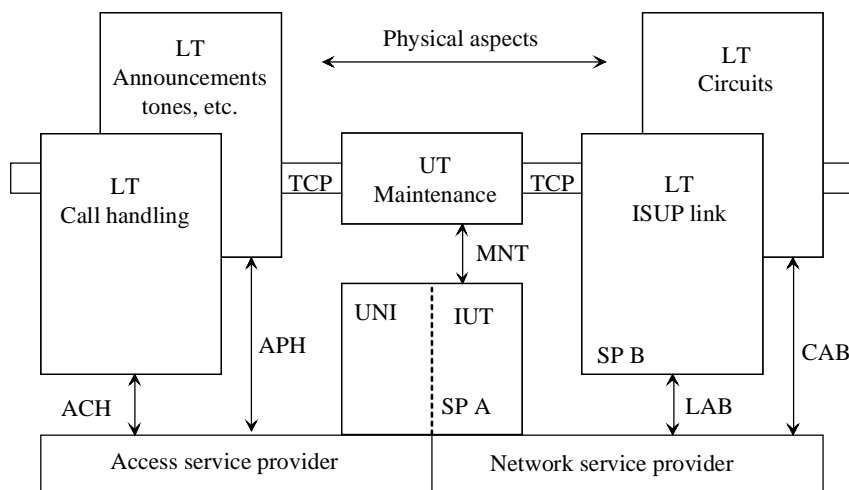 LT
Announcements
tones, etc.
Physical aspects
LT
Circuits
LT
Call handling
TCP
UT
Maintenance
TCP
LT
ISUP link
MNT
UNI
IUT
APH
SP B
CAB
ACH
SP A
LAB
Access service provider
Network service provider